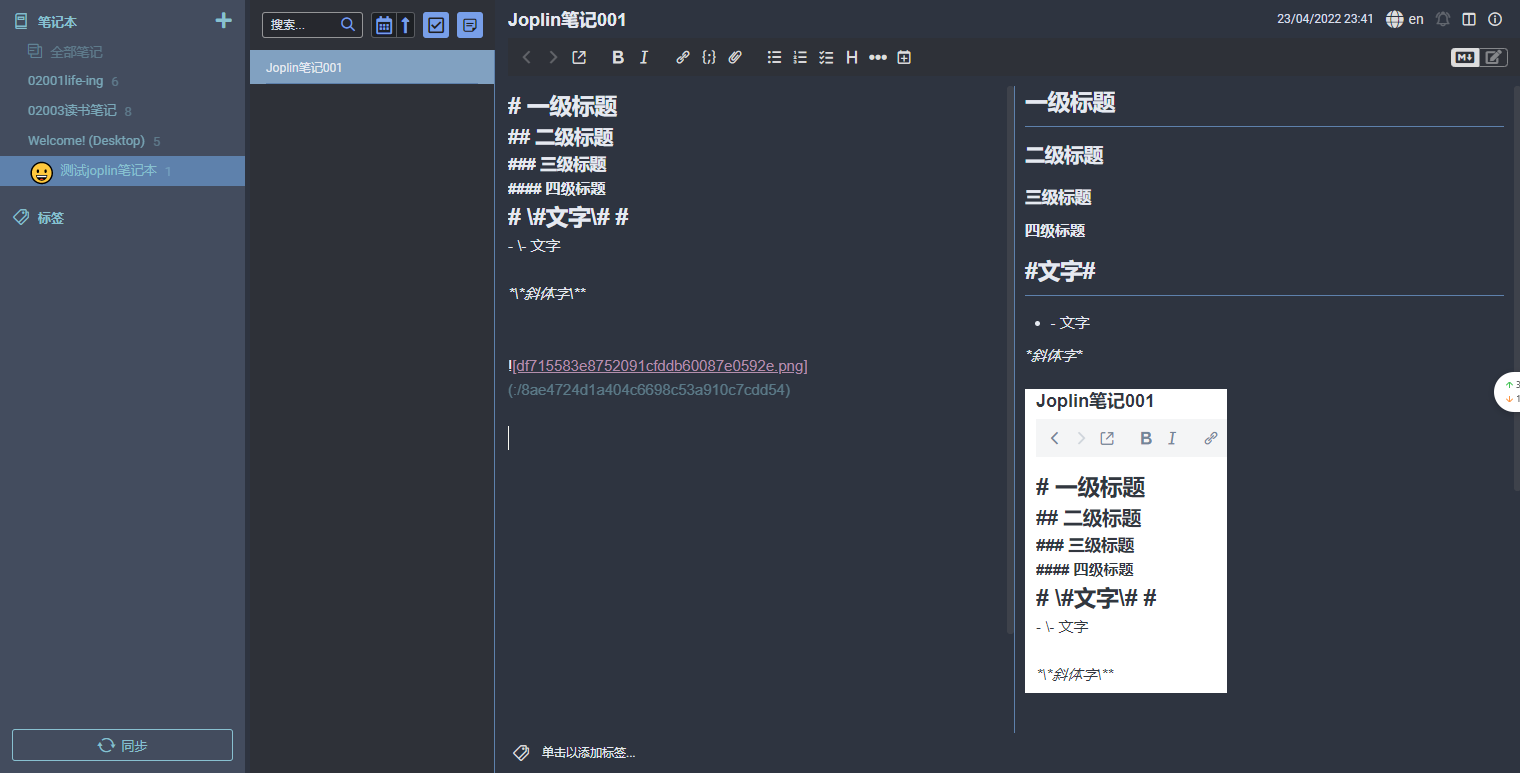 笔记本
全部笔记
02001life-ing 6
02003读书笔记 8
Welcome! (Desktop) 5
测试joplin笔记本 1
标签
同步
搜索...
Joplin笔记001
Joplin笔记001
23/04/2022 23:41 en
B I {;} H
M
# 一级标题
## 二级标题
### 三级标题
#### 四级标题
# \#文字\# #
- \- 文字
*\*斜体字\**
![df715583e8752091cfddb60087e0592e.png]
(:/8ae4724d1a404c6698c53a910c7cdd54)
一级标题
二级标题
三级标题
四级标题
#文字#
• - 文字
*斜体字*
Joplin笔记001
B I
# 一级标题
## 二级标题
### 三级标题
#### 四级标题
# \#文字\# #
- \- 文字
*\*斜体字\**
↑ 3
↓ 1
单击以添加标签...